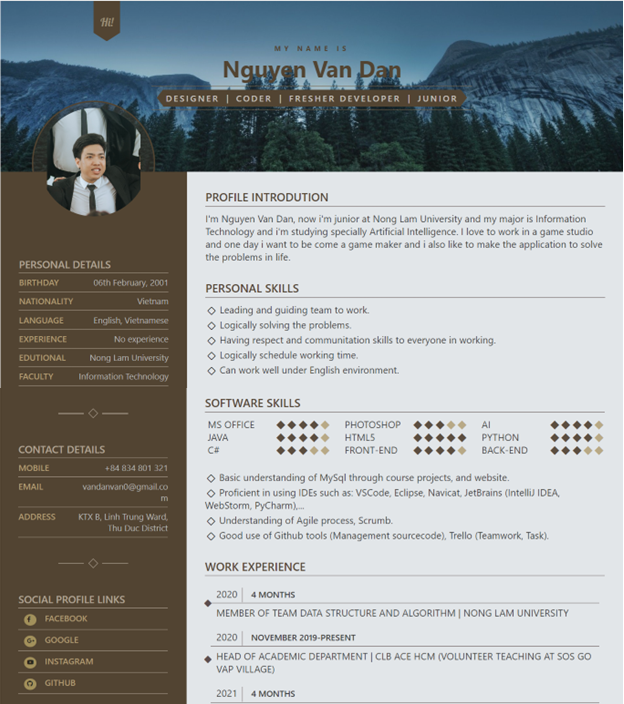 Hi!
MY NAME IS
Nguyen Van Dan
DESIGNER | CODER | FRESHER DEVELOPER | JUNIOR
PERSONAL DETAILS
BIRTHDAY 06th February, 2001
NATIONALITY Vietnam
LANGUAGE English, Vietnamese
EXPERIENCE No experience
EDUTIONAL Nong Lam University
FACULTY Information Technology
CONTACT DETAILS
MOBILE +84 834 801 321
EMAIL vandanvan0@gmail.co
m
ADDRESS KTX B, Linh Trung Ward,
Thu Duc District
SOCIAL PROFILE LINKS
FACEBOOK
GOOGLE
INSTAGRAM
GITHUB
PROFILE INTRODUTION
I'm Nguyen Van Dan, now i'm junior at Nong Lam University and my major is Information
Technology and i'm studying specially Artificial Intelligence. I love to work in a game studio
and one day i want to be come a game maker and i also like to make the application to solve
the problems in life.
PERSONAL SKILLS
Leading and guiding team to work.
Logically solving the problems.
Having respect and communitation skills to everyone in working.
Logically schedule working time.
Can work well under English environment.
SOFTWARE SKILLS
MS OFFICE PHOTOSHOP AI
JAVA HTML5 PYTHON
C# FRONT-END BACK-END
Basic understanding of MySql through course projects, and website.
Proficient in using IDEs such as: VSCode, Eclipse, Navicat, JetBrains (IntelliJ IDEA,
WebStorm, PyCharm),...
Understanding of Agile process, Scrumb.
Good use of Github tools (Management sourcecode), Trello (Teamwork, Task).
WORK EXPERIENCE
2020 4 MONTHS
MEMBER OF TEAM DATA STRUCTURE AND ALGORITHM | NONG LAM UNIVERSITY
2020 NOVEMBER 2019-PRESENT
HEAD OF ACADEMIC DEPARTMENT | CLB ACE HCM (VOLUNTEER TEACHING AT SOS GO
VAP VILLAGE)
2021 4 MONTHS